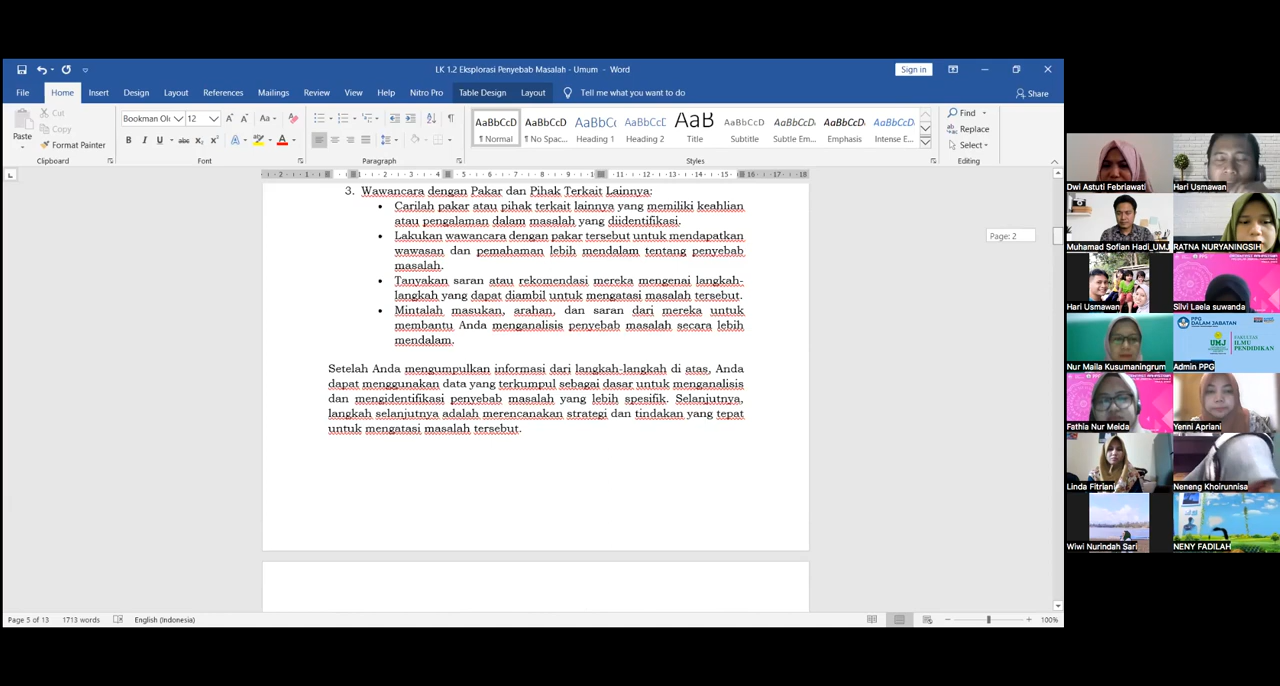 LK 1.2 Eksplorasi Penyebab Masalah - Umum - Word
Sign in
File Home Insert Design Layout References Mailings Review View Help Nitro Pro Table Design Layout Tell me what you want to do
Share
Paste
Cut
Copy
Format Painter
Clipboard
Bookman Ol 12
Font
Paragraph
AaBbCcD AaBbCcD AaBbCc AaBbCcD AaB AaBbCcD AaBbCcD AaBbCcD AaBbCcD
¶ Normal ¶ No Spac... Heading 1 Heading 2 Title Subtitle Subtle Em... Emphasis Intense E...
Styles
Find
Replace
Select
Editing
3. Wawancara dengan Pakar dan Pihak Terkait Lainnya:
• Carilah pakar atau pihak terkait lainnya yang memiliki keahlian
atau pengalaman dalam masalah yang diidentifikasi.
• Lakukan wawancara dengan pakar tersebut untuk mendapatkan
wawasan dan pemahaman lebih mendalam tentang penyebab
masalah.
• Tanyakan saran atau rekomendasi mereka mengenai langkah-
langkah yang dapat diambil untuk mengatasi masalah tersebut.
• Mintalah masukan, arahan, dan saran dari mereka untuk
membantu Anda menganalisis penyebab masalah secara lebih
mendalam.
Setelah Anda mengumpulkan informasi dari langkah-langkah di atas, Anda
dapat menggunakan data yang terkumpul sebagai dasar untuk menganalisis
dan mengidentifikasi penyebab masalah yang lebih spesifik. Selanjutnya,
langkah selanjutnya adalah merencanakan strategi dan tindakan yang tepat
untuk mengatasi masalah tersebut.
Page: 2
Page 5 of 13 1713 words English (Indonesia)
100%
Dwi Astuti Febriawati
Hari Usmawan
Muhamad Sofian Hadi_UMJ
RATNA NURYANINGSIH
Hari Usmawan
Silvi Laela suwanda
Nur Maila Kusumaningrum
PPG
DALAM JABATAN
UMJ
FAKULTAS
ILMU
PENDIDIKAN
Admin PPG
Fathia Nur Meida
Yenni Apriani
Linda Fitriani
Neneng Khoirunnisa
Wiwi Nurindah Sari
NENY FADILAH